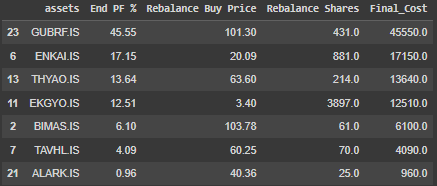 assets End PF % Rebalance Buy Price Rebalance Shares Final_Cost
23 GUBRF.IS 45.55 101.30 431.0 45550.0
6 ENKAI.IS 17.15 20.09 881.0 17150.0
13 THYAO.IS 13.64 63.60 214.0 13640.0
11 EKGYO.IS 12.51 3.40 3897.0 12510.0
2 BIMAS.IS 6.10 103.78 61.0 6100.0
7 TAVHL.IS 4.09 60.25 70.0 4090.0
21 ALARK.IS 0.96 40.36 25.0 960.0